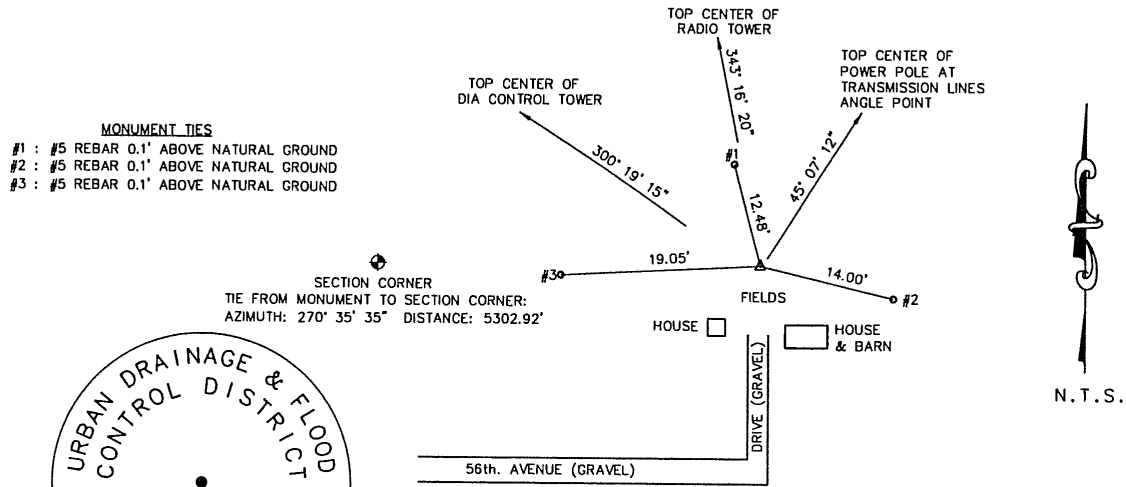 TOP CENTER OF
RADIO TOWER
TOP CENTER OF
DIA CONTROL TOWER
TOP CENTER OF
POWER POLE AT
TRANSMISSION LINES
ANGLE POINT
343° 16' 20"
300° 19' 15"
45° 07' 12"
MONUMENT TIES
#1 : #5 REBAR 0.1' ABOVE NATURAL GROUND
#2 : #5 REBAR 0.1' ABOVE NATURAL GROUND
#3 : #5 REBAR 0.1' ABOVE NATURAL GROUND
#1
12.48'
#3
19.05'
14.00'
#2
SECTION CORNER
TIE FROM MONUMENT TO SECTION CORNER:
AZIMUTH: 270° 35' 35" DISTANCE: 5302.92'
FIELDS
HOUSE
HOUSE
& BARN
DRIVE (GRAVEL)
56th. AVENUE (GRAVEL)
N.T.S.
URBAN DRAINAGE & FLOOD
CONTROL DISTRICT